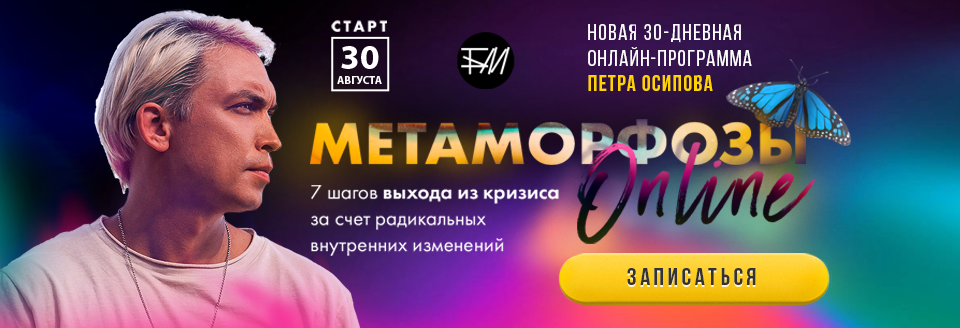 СТАРТ
30
АВГУСТА
БМ
НОВАЯ 30-ДНЕВНАЯ
ОНЛАЙН-ПРОГРАММА
ПЕТРА ОСИПОВА
МЕТАМОРФОЗЫ
Online
7 шагов выхода из кризиса
за счет радикальных
внутренних изменений
ЗАПИСАТЬСЯ